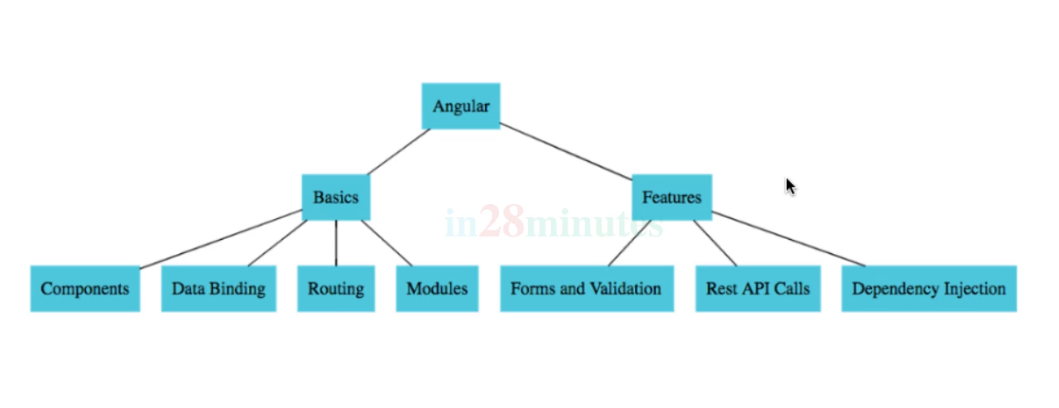 Angular
Basics
Features
in28minutes
Components
Data Binding
Routing
Modules
Forms and Validation
Rest API Calls
Dependency Injection